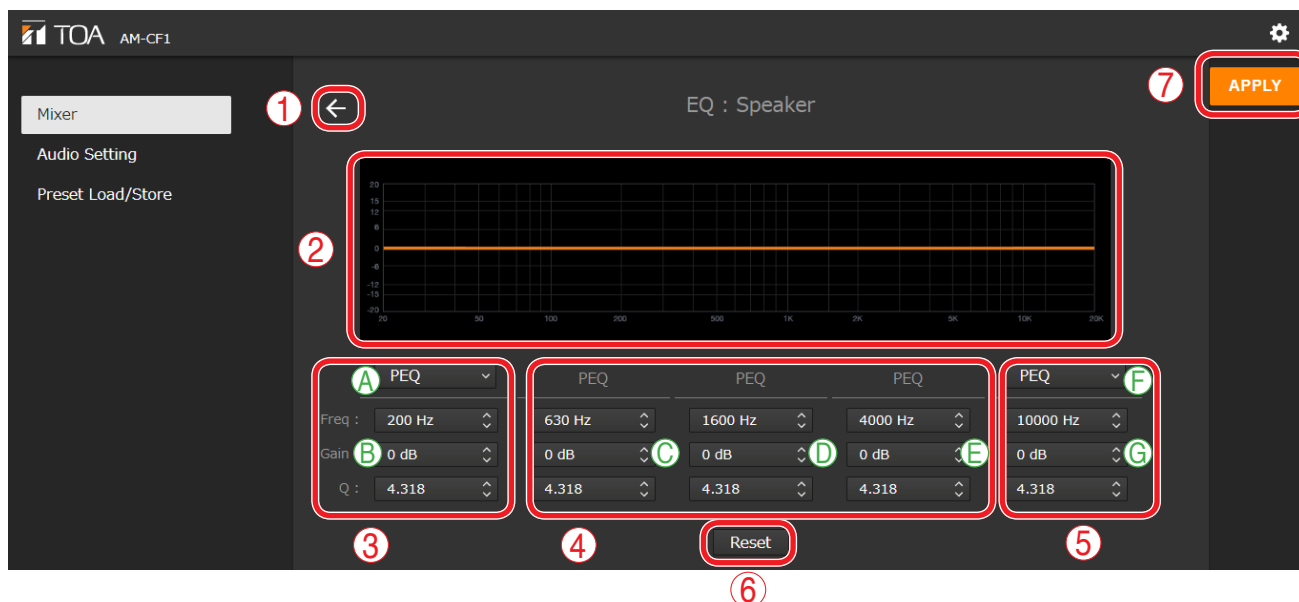 TOA AM-CF1
7
APPLY
Mixer
Audio Setting
Preset Load/Store
1
EQ : Speaker
2
20
15
12
6
0
-6
-12
-15
-20
20 50 100 200 500 1K 2K 5K 10K 20K
A PEQ PEQ PEQ PEQ PEQ F
Freq : 200 Hz 630 Hz 1600 Hz 4000 Hz 10000 Hz
Gain B 0 dB 0 dB C 0 dB D 0 dB E 0 dB G
Q : 4.318 4.318 4.318 4.318 4.318
3 4 Reset 5
6